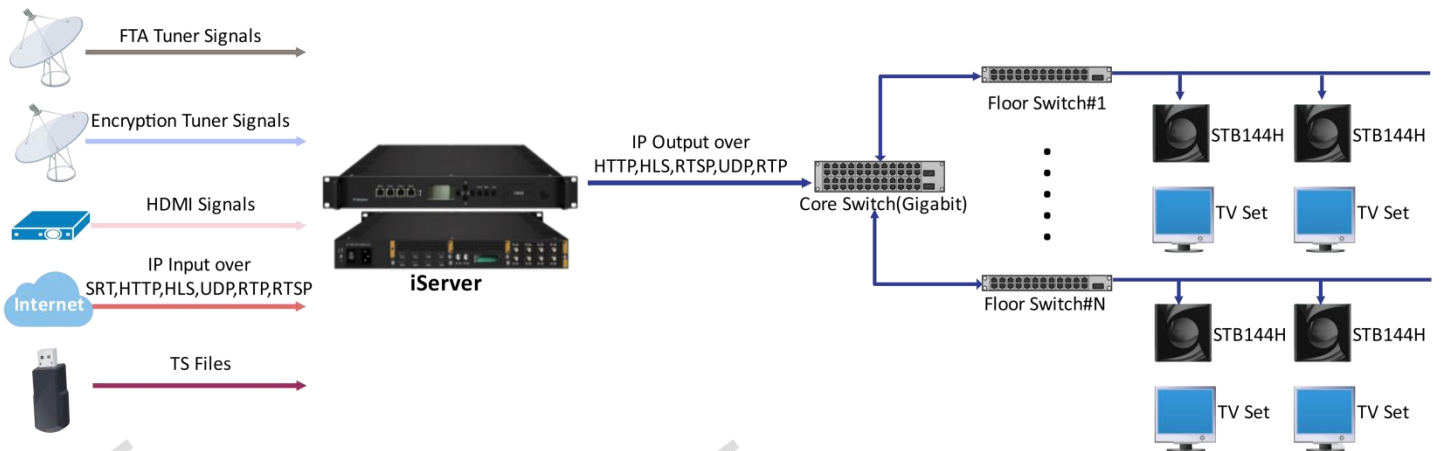 FTA Tuner Signals
Encryption Tuner Signals
HDMI Signals
IP Input over
SRT,HTTP,HLS,UDP,RTP,RTSP
Internet
TS Files
iServer
IP Output over
HTTP,HLS,RTSP,UDP,RTP
Core Switch(Gigabit)
Floor Switch#1
STB144H
STB144H
TV Set
TV Set
Floor Switch#N
STB144H
STB144H
TV Set
TV Set